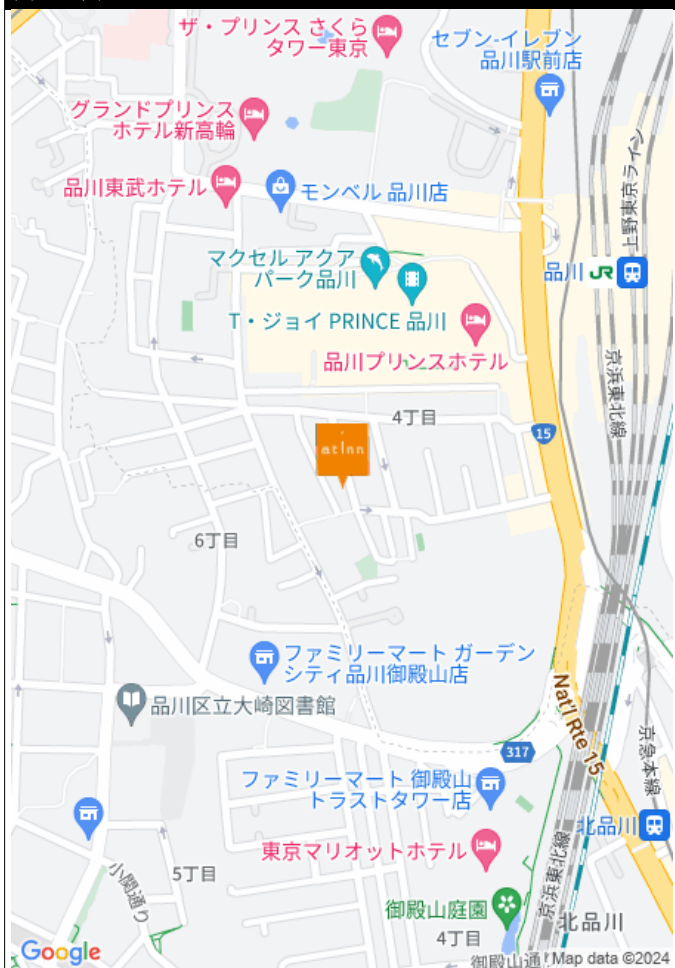 ザ・プリンス さくら
タワー東京
セブン-イレブン
品川駅前店
グランドプリンス
ホテル新高輪
品川東武ホテル
モンベル 品川店
上野東京ライン
マクセル アクア
パーク品川
品川 JR
T・ジョイ PRINCE 品川
品川プリンスホテル
京浜東北線
4丁目
15
at inn
6丁目
ファミリーマート ガーデン
シティ品川御殿山店
品川区立大崎図書館
Nat'l Rte 15
317
京急本線
ファミリーマート 御殿山
トラストタワー店
北品川
東京マリオットホテル
5丁目
小関通り
京浜東北線
御殿山庭園
北品川
4丁目
Google
御殿山通り
Map data ©2024